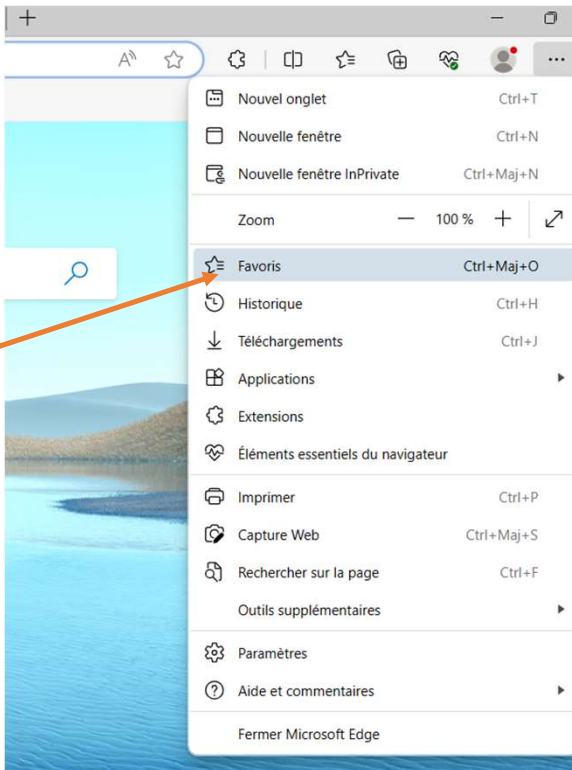 Nouvel onglet Ctrl+T
Nouvelle fenêtre Ctrl+N
Nouvelle fenêtre InPrivate Ctrl+Maj+N
Zoom — 100 % +
Favoris Ctrl+Maj+O
Historique Ctrl+H
Téléchargements Ctrl+J
Applications
Extensions
Éléments essentiels du navigateur
Imprimer Ctrl+P
Capture Web Ctrl+Maj+S
Rechercher sur la page Ctrl+F
Outils supplémentaires
Paramètres
Aide et commentaires
Fermer Microsoft Edge